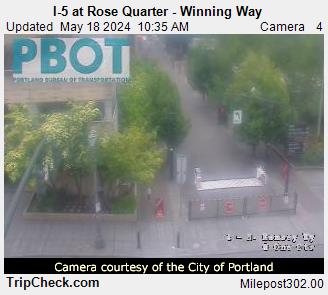 I-5 at Rose Quarter - Winning Way
Updated May 18 2024 10:35 AM Camera 4
PBOT
PORTLAND BUREAU OF TRANSPORTATION
Camera courtesy of the City of Portland
TripCheck.com Milepost302.00